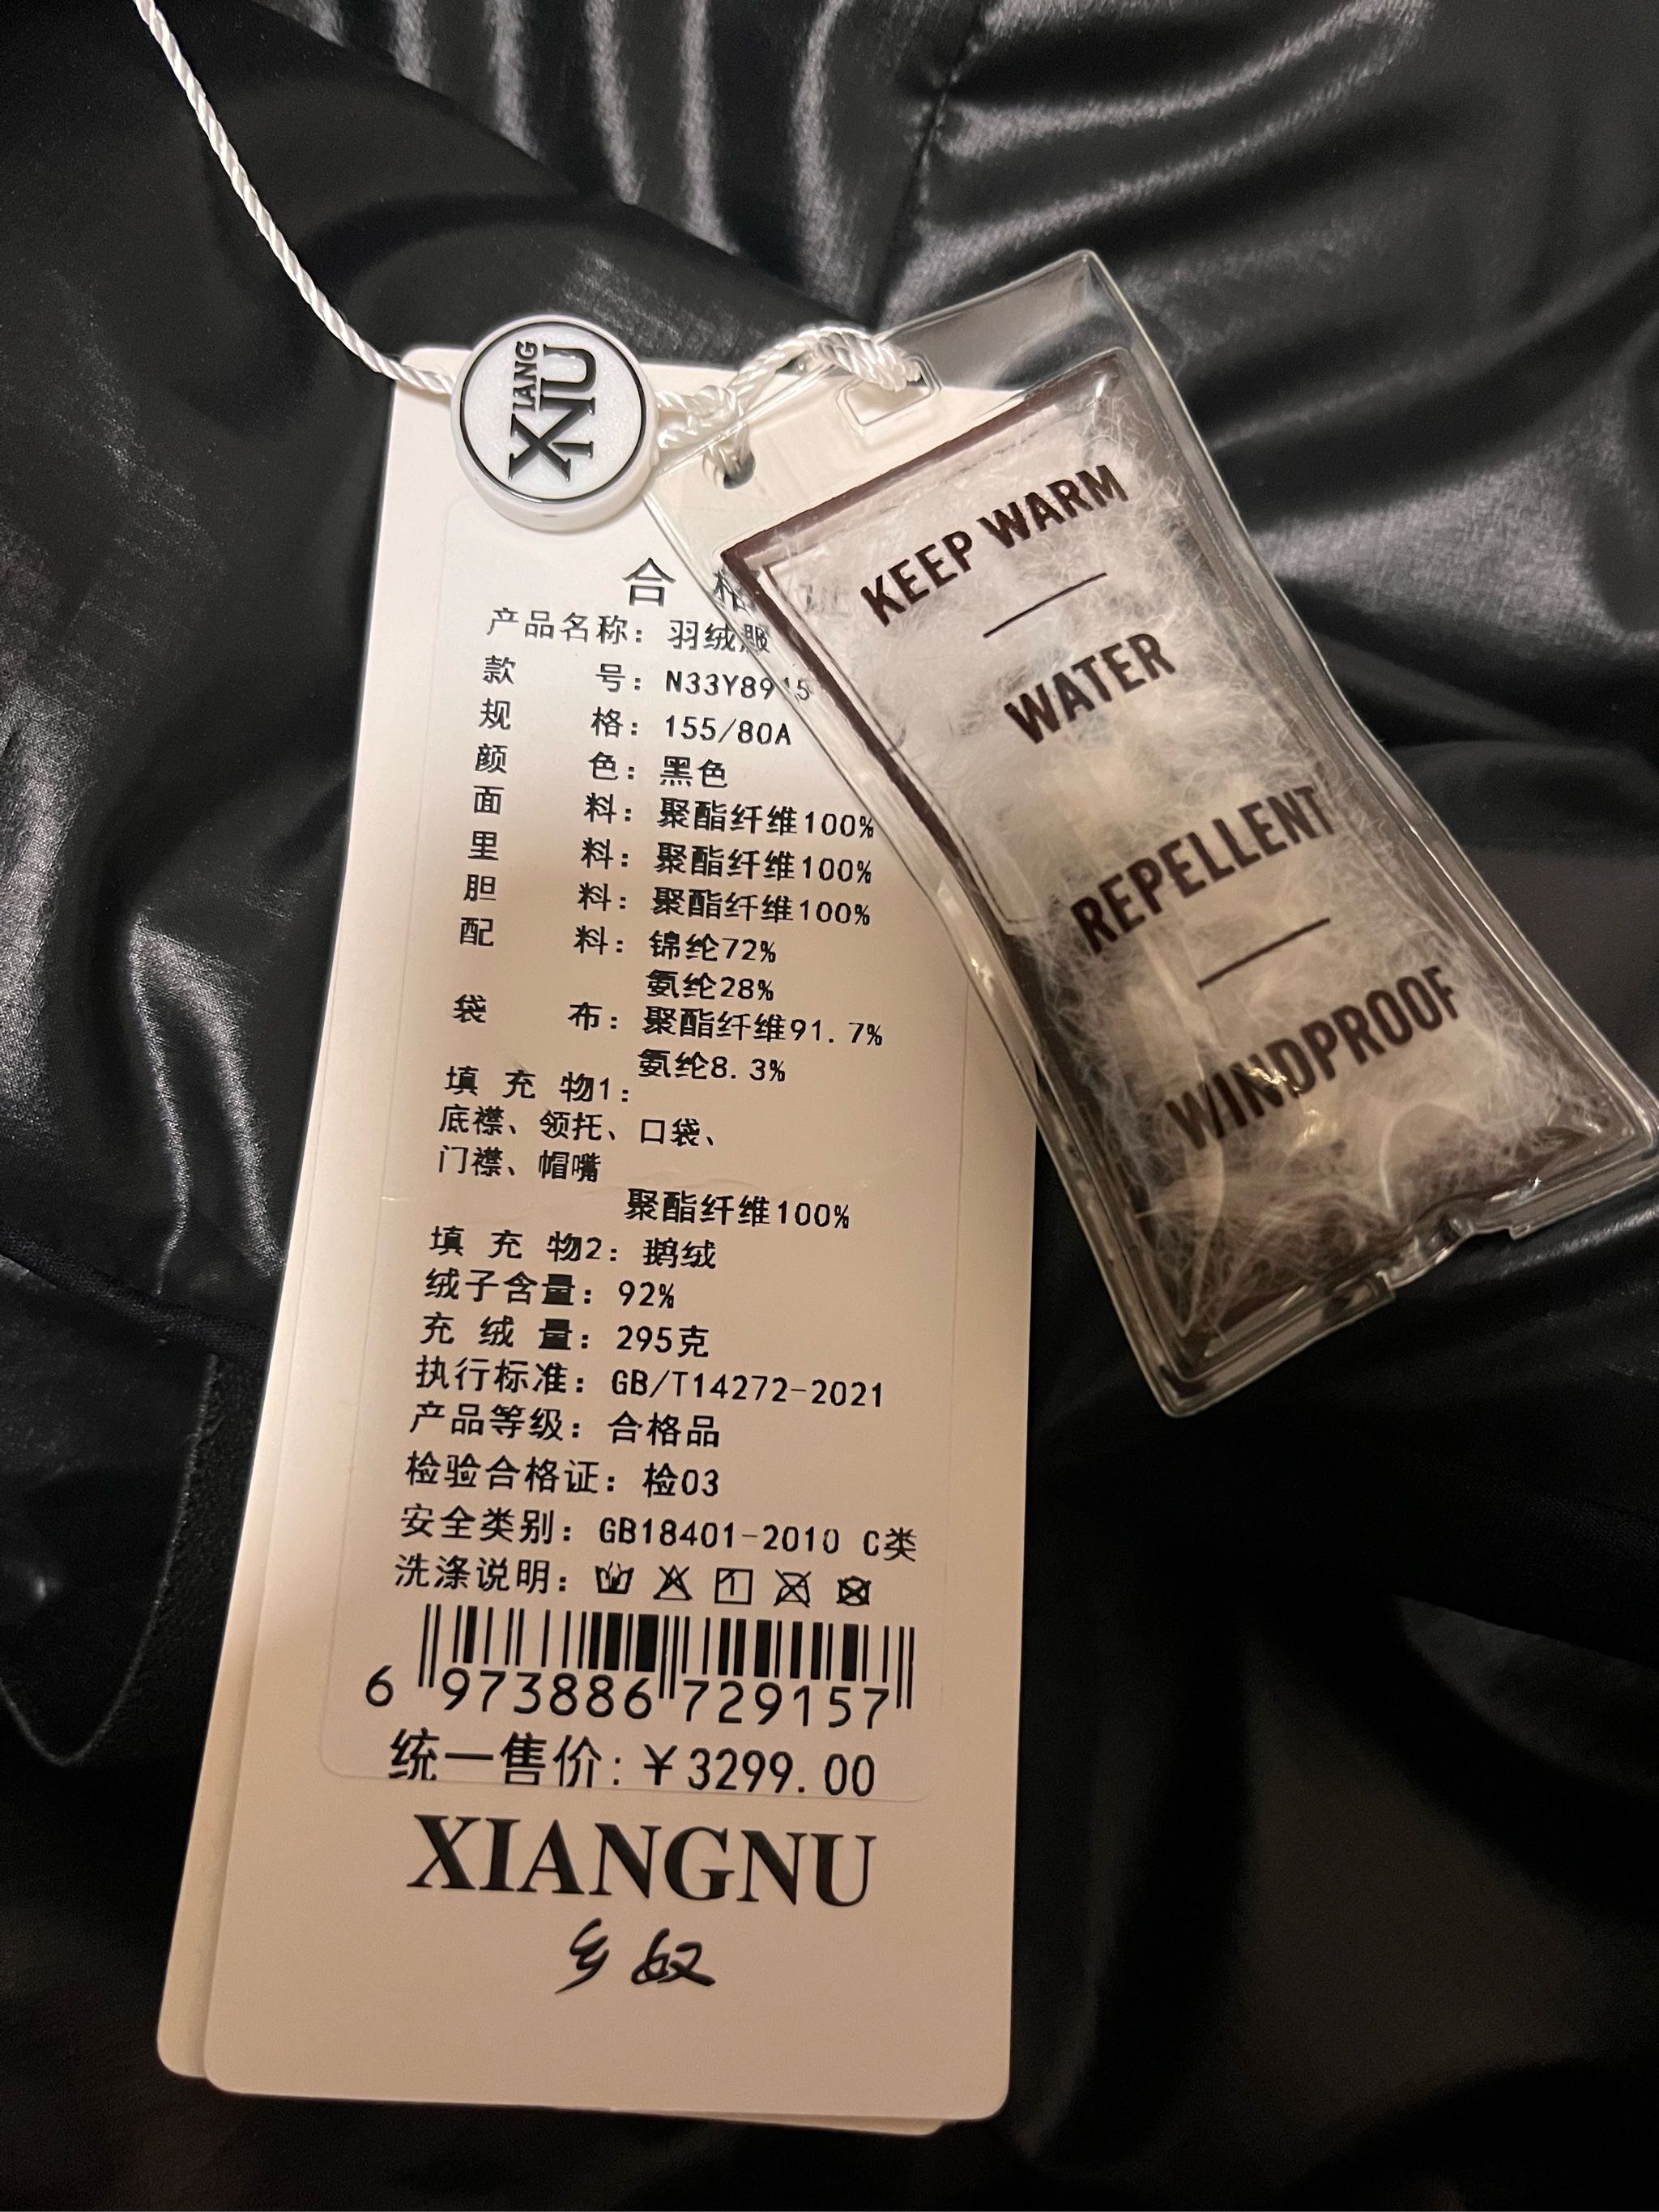 XIANG
XNU
合格
产品名称：羽绒服
款号：N33Y8915
规格：155/80A
颜色：黑色
面料：聚酯纤维100%
里料：聚酯纤维100%
胆料：聚酯纤维100%
配料：锦纶72%
氨纶28%
袋布：聚酯纤维91.7%
氨纶8.3%
填充物1：
底襟、领托、口袋、
门襟、帽嘴
聚酯纤维100%
填充物2：鹅绒
绒子含量：92%
充绒量：295克
执行标准：GB/T14272-2021
产品等级：合格品
检验合格证：检03
安全类别：GB18401-2010 C类
洗涤说明：
6 973886 729157
统一售价：￥3299.00
XIANGNU
乡奴
KEEP WARM
WATER
REPELLENT
WINDPROOF